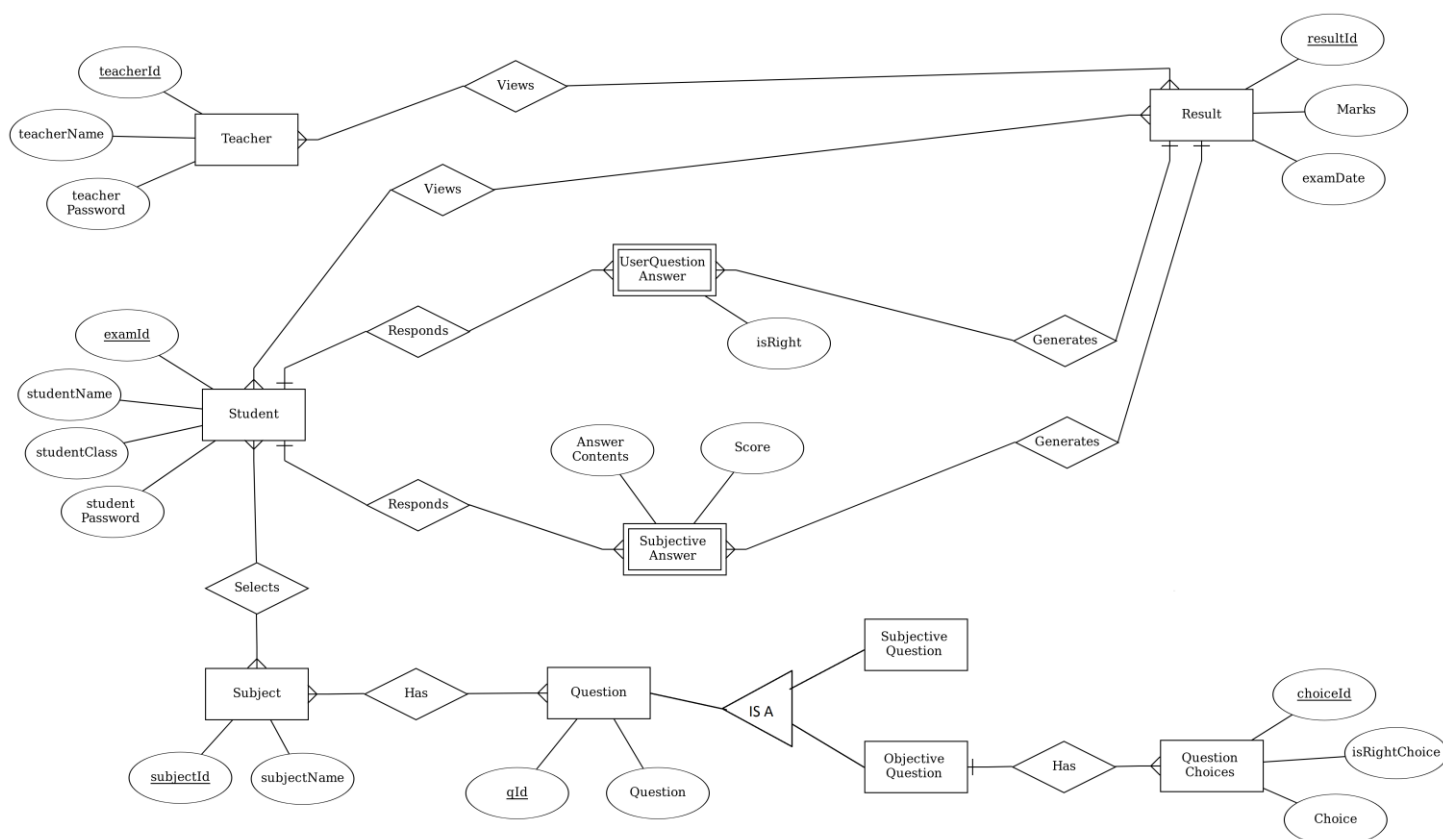 resultId
teacherId
Views
Marks
Result
teacherName
Teacher
examDate
teacher
Password
Views
UserQuestion
Answer
examId
Responds
isRight
Generates
studentName
Student
studentClass
Answer
Contents
Score
Generates
student
Password
Responds
Subjective
Answer
Selects
Subjective
Question
Subject
Has
Question
IS A
choiceId
isRightChoice
Objective
Question
Has
Question
Choices
subjectId
subjectName
qId
Question
Choice